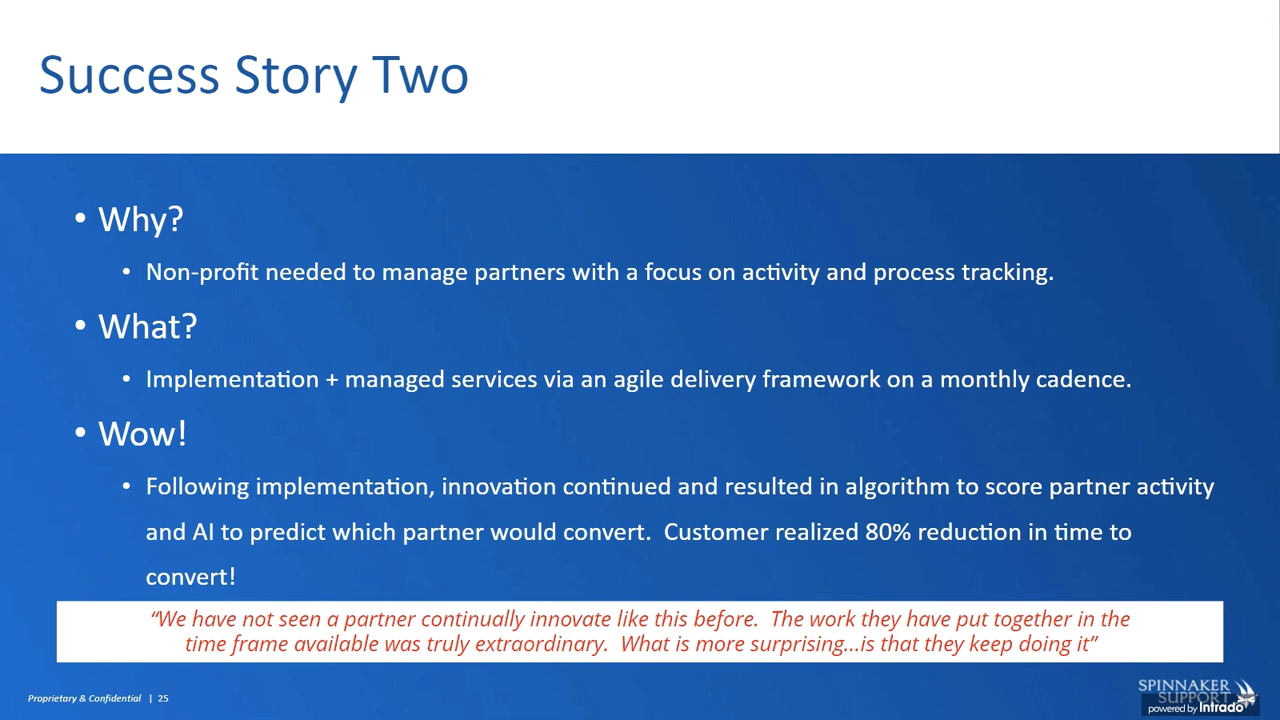 Success Story Two
• Why?
• Non-profit needed to manage partners with a focus on activity and process tracking.
• What?
• Implementation + managed services via an agile delivery framework on a monthly cadence.
• Wow!
• Following implementation, innovation continued and resulted in algorithm to score partner activity
and AI to predict which partner would convert.  Customer realized 80% reduction in time to
convert!
“We have not seen a partner continually innovate like this before.  The work they have put together in the
time frame available was truly extraordinary.  What is more surprising...is that they keep doing it”
Proprietary & Confidential | 25
SPINNAKER
SUPPORT
powered by Intrado